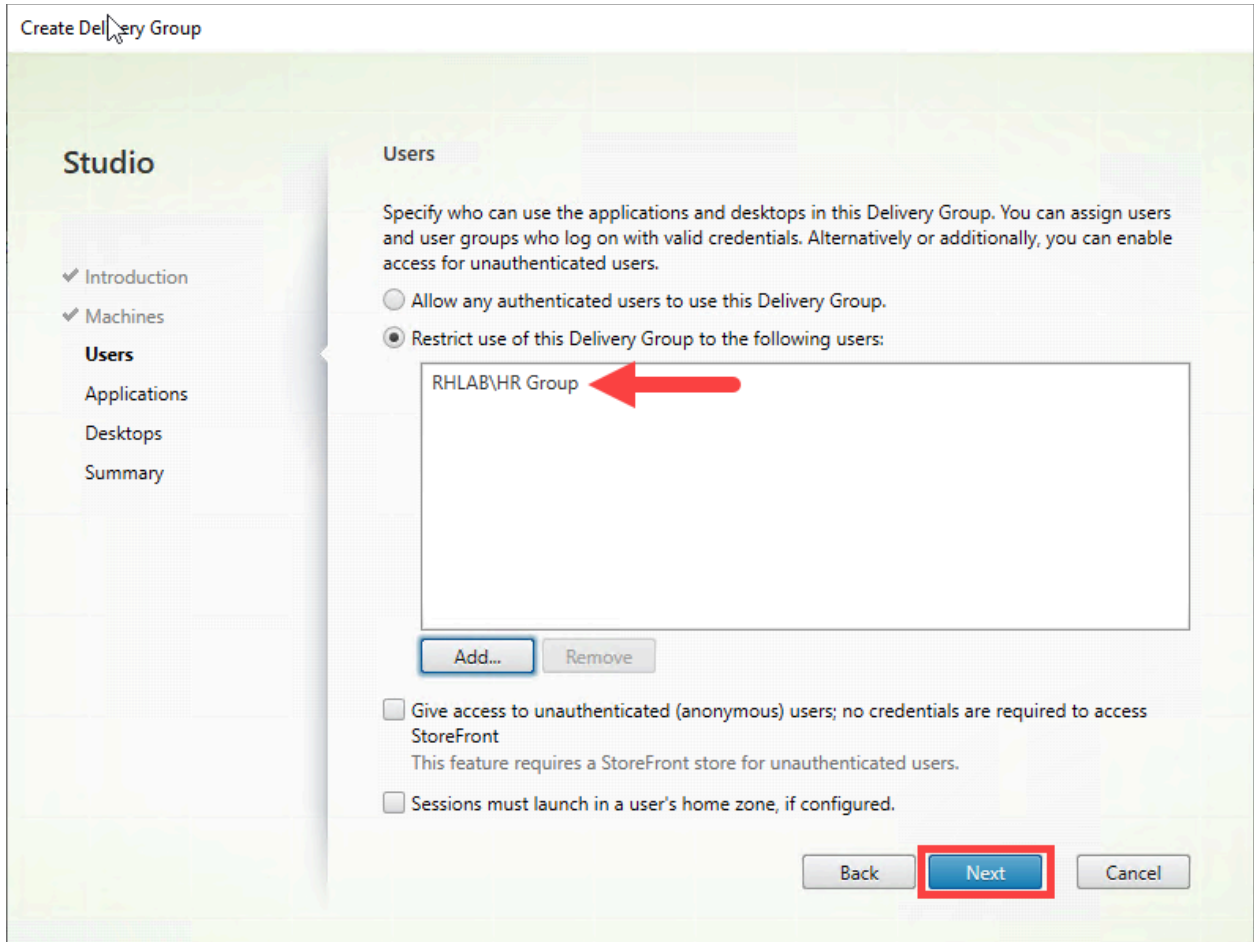 Create Delivery Group
Studio
Introduction
Machines
Users
Applications
Desktops
Summary
Users
Specify who can use the applications and desktops in this Delivery Group. You can assign users
and user groups who log on with valid credentials. Alternatively or additionally, you can enable
access for unauthenticated users.
Allow any authenticated users to use this Delivery Group.
Restrict use of this Delivery Group to the following users:
RHLAB\HR Group
Add...
Remove
Give access to unauthenticated (anonymous) users; no credentials are required to access
StoreFront
This feature requires a StoreFront store for unauthenticated users.
Sessions must launch in a user's home zone, if configured.
Back
Next
Cancel